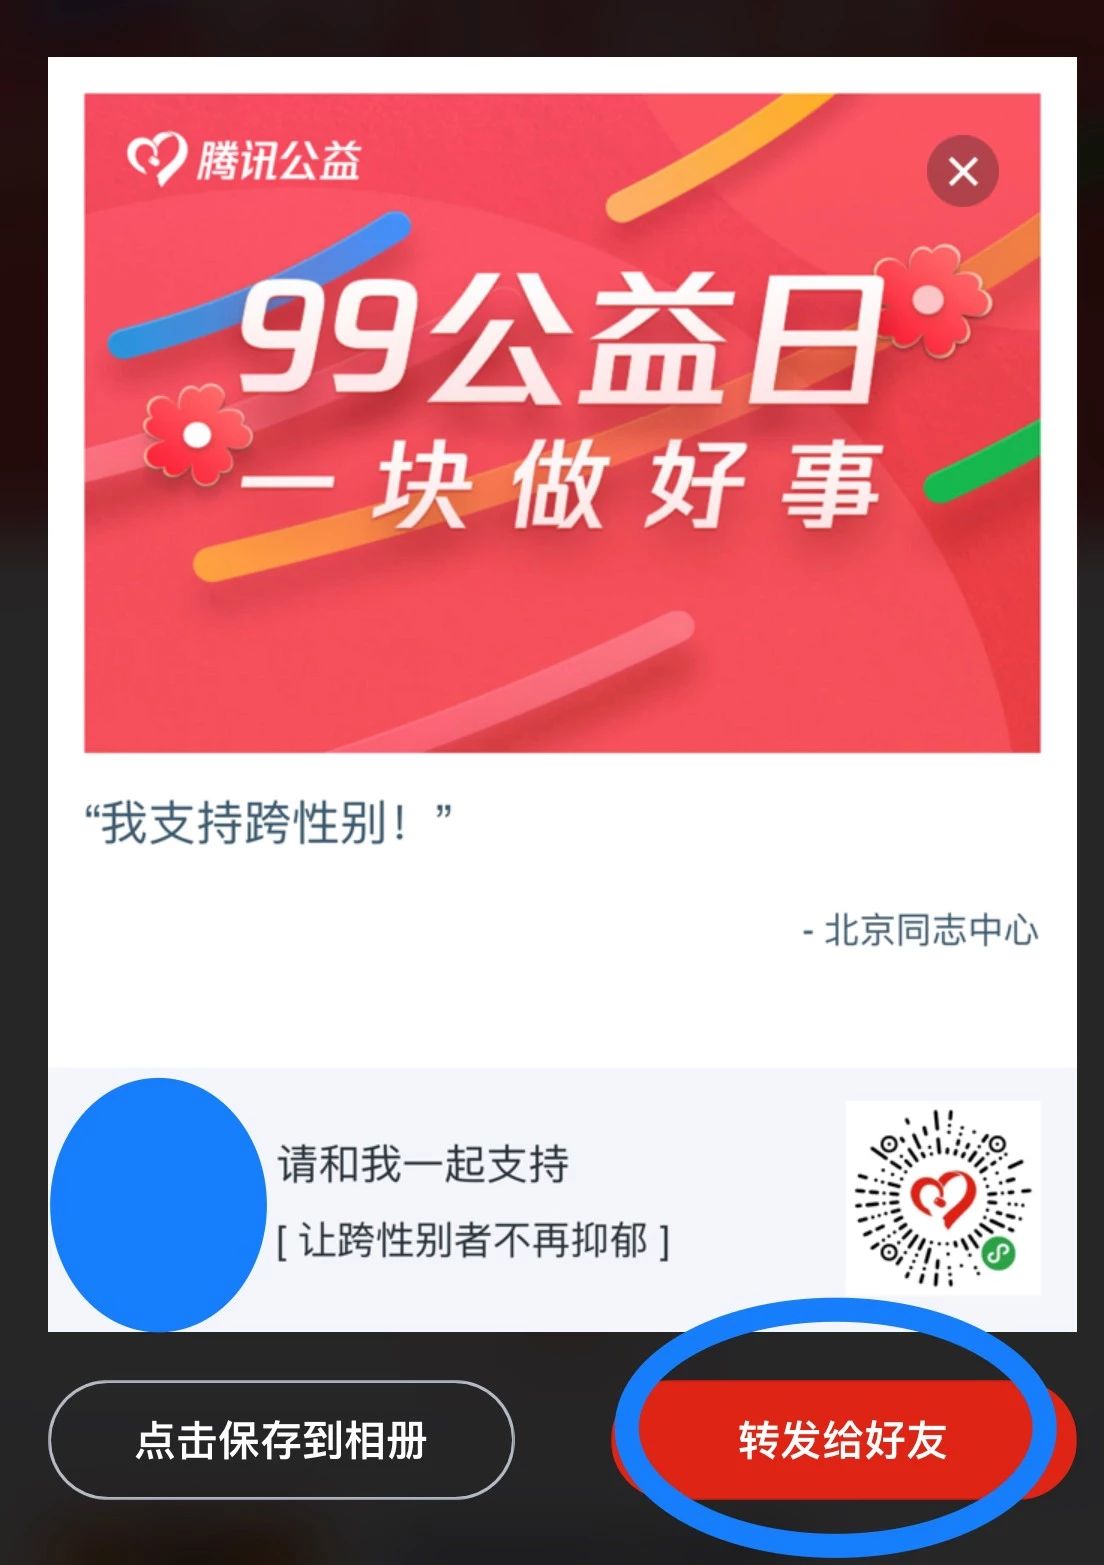 腾讯公益
99公益日
一块做好事
“我支持跨性别！”
- 北京同志中心
请和我一起支持
[ 让跨性别者不再抑郁 ]
点击保存到相册
转发给好友